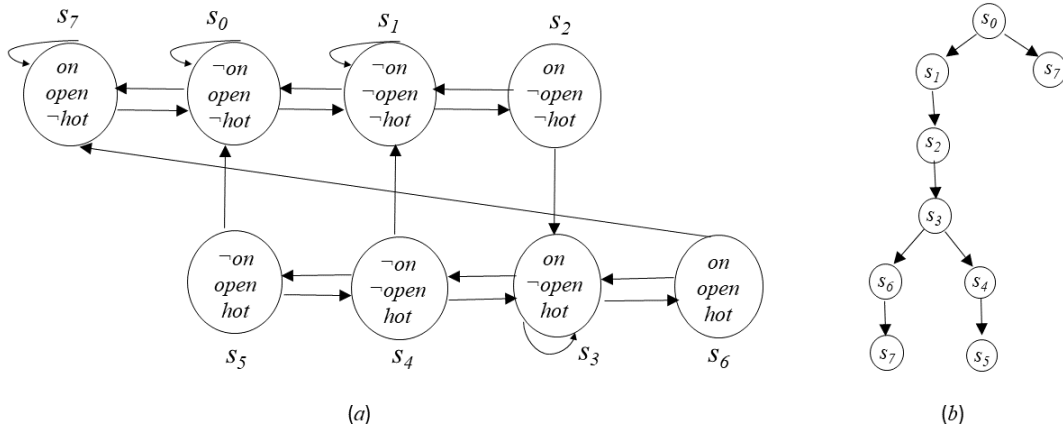 s7 s0 s1 s2
on
open
¬hot
¬on
open
¬hot
¬on
¬open
¬hot
on
¬open
¬hot
¬on
open
hot
¬on
¬open
hot
on
¬open
hot
on
open
hot
s5 s4 s3 s6
(a)
s0
s1 s7
s2
s3
s6 s4
s7 s5
(b)